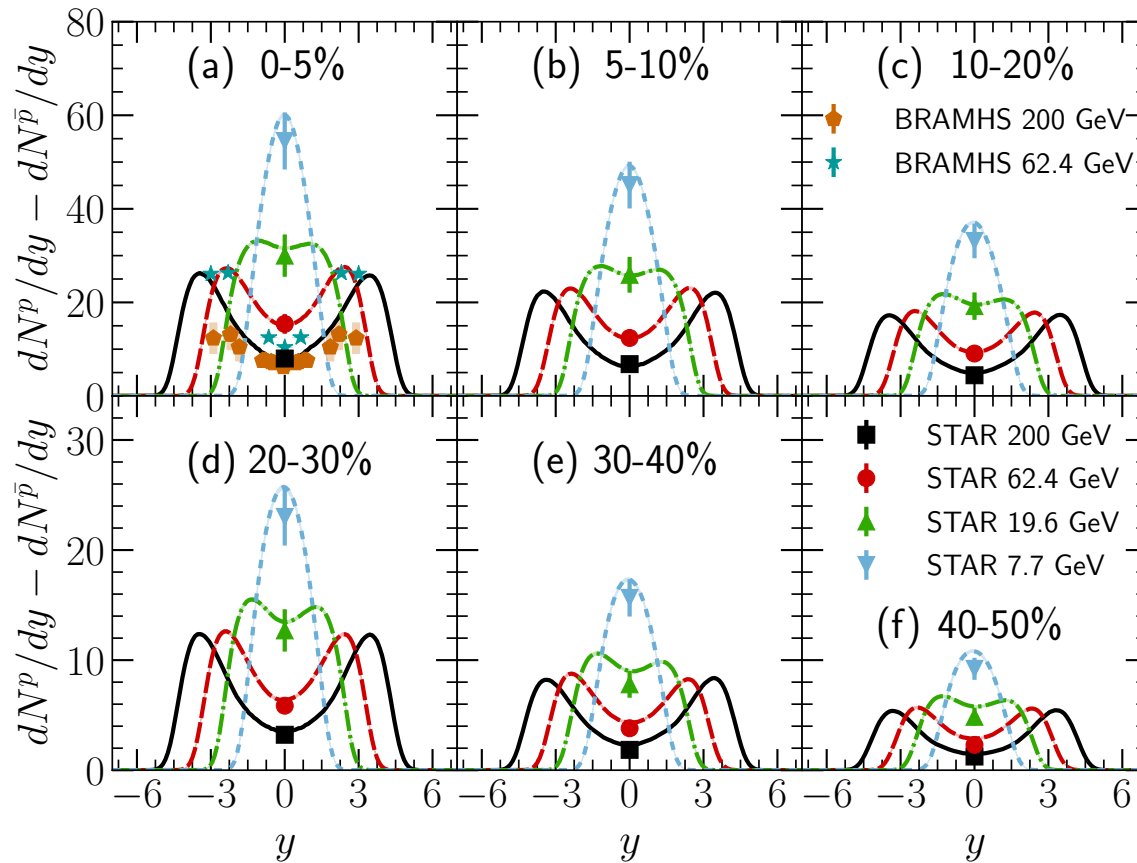 80
60
40
20
0
dN^p/dy − dN^p̄/dy
(a) 0-5%
(b) 5-10%
(c) 10-20%
BRAMHS 200 GeV
BRAMHS 62.4 GeV
30
20
10
0
dN^p/dy − dN^p̄/dy
(d) 20-30%
(e) 30-40%
STAR 200 GeV
STAR 62.4 GeV
STAR 19.6 GeV
STAR 7.7 GeV
(f) 40-50%
−6 −3 0 3 6
−6 −3 0 3 6
−6 −3 0 3 6
y
y
y